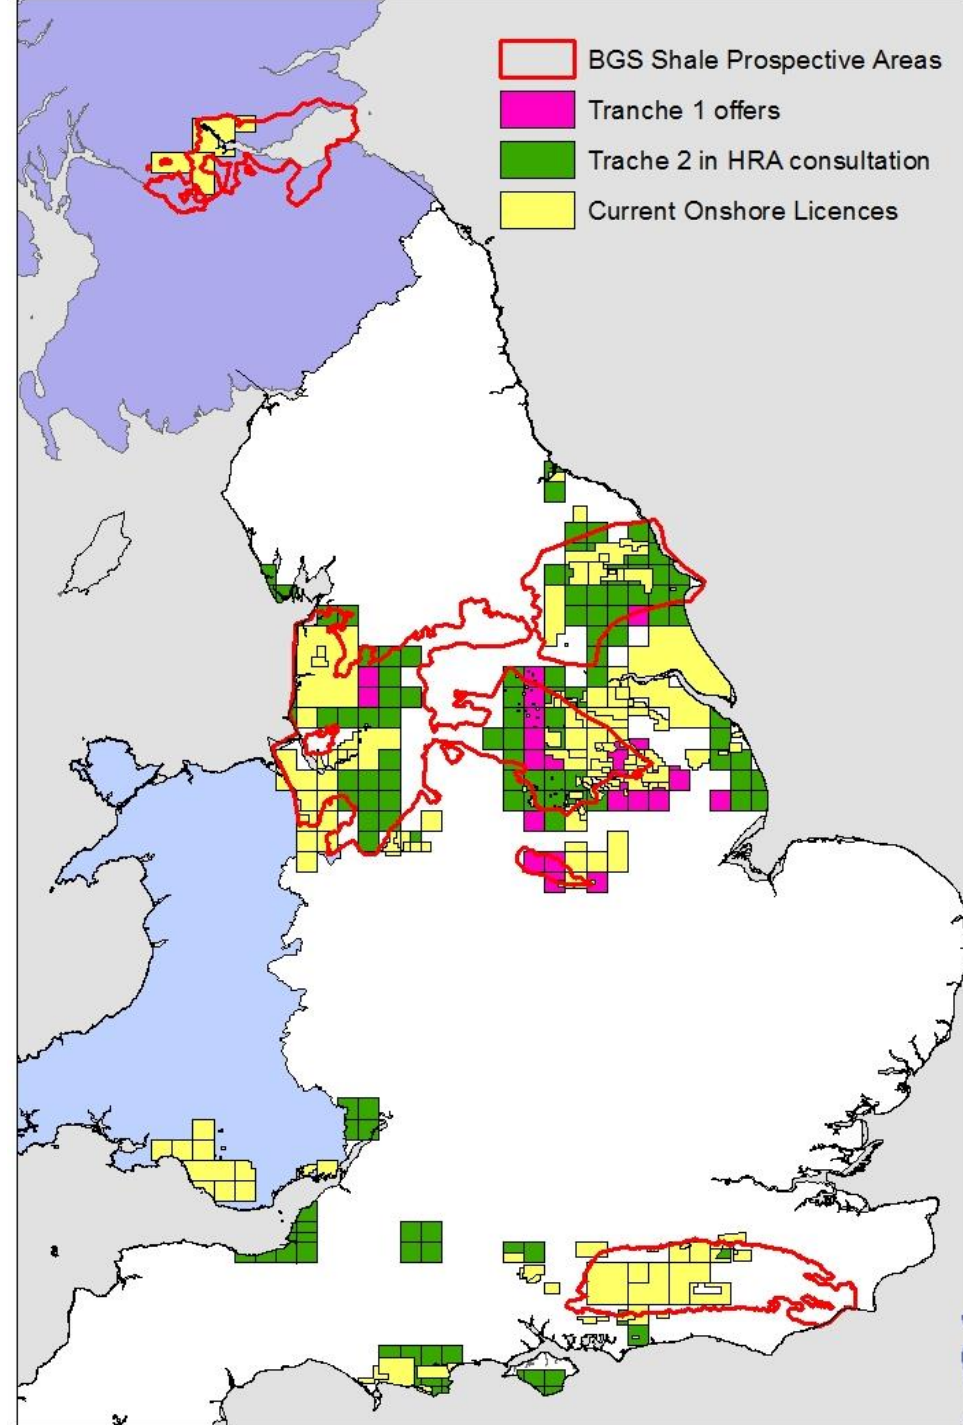 BGS Shale Prospective Areas
Tranche 1 offers
Trache 2 in HRA consultation
Current Onshore Licences